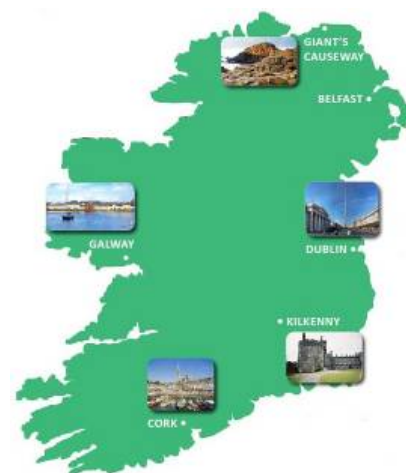 GIANT'S
CAUSEWAY
BELFAST
GALWAY
DUBLIN
KILKENNY
CORK